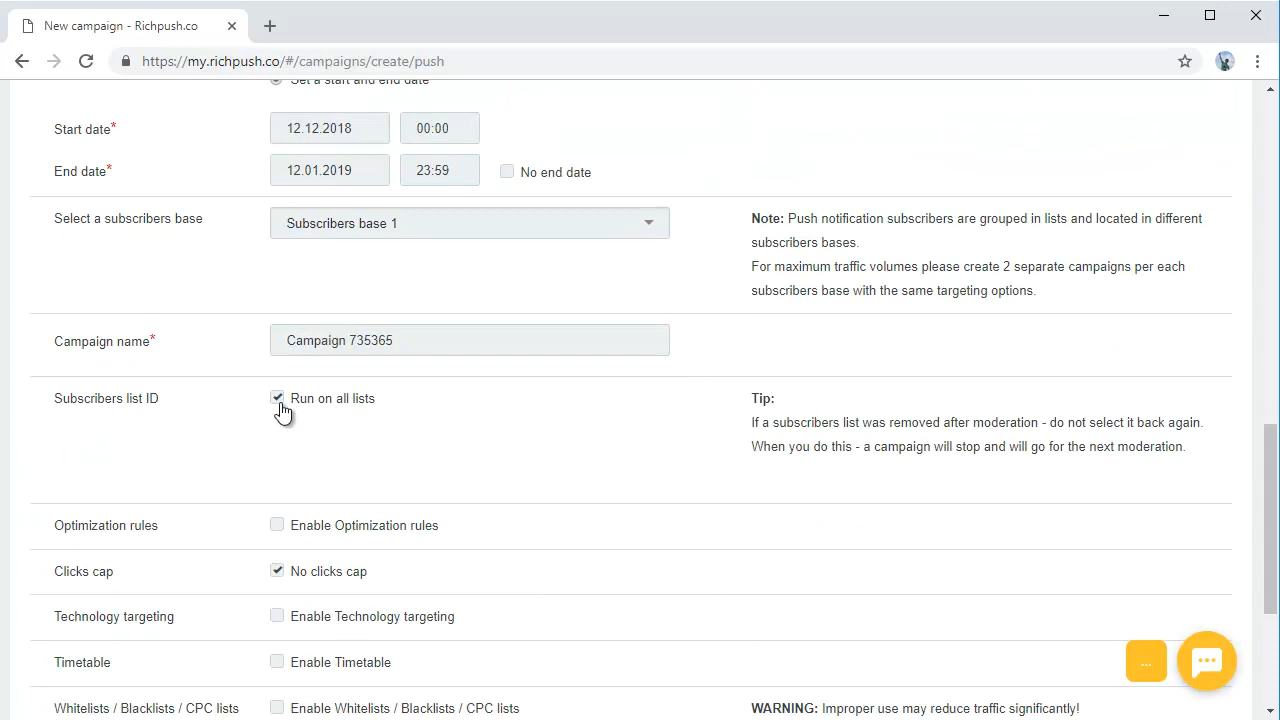 New campaign - Richpush.co
https://my.richpush.co/#/campaigns/create/push
Set a start and end date
Start date*
12.12.2018
00:00
End date*
12.01.2019
23:59
No end date
Select a subscribers base
Subscribers base 1
Note: Push notification subscribers are grouped in lists and located in different
subscribers bases.
For maximum traffic volumes please create 2 separate campaigns per each
subscribers base with the same targeting options.
Campaign name*
Campaign 735365
Subscribers list ID
Run on all lists
Tip:
If a subscribers list was removed after moderation - do not select it back again.
When you do this - a campaign will stop and will go for the next moderation.
Optimization rules
Enable Optimization rules
Clicks cap
No clicks cap
Technology targeting
Enable Technology targeting
Timetable
Enable Timetable
...
Whitelists / Blacklists / CPC lists
Enable Whitelists / Blacklists / CPC lists
WARNING: Improper use may reduce traffic significantly!